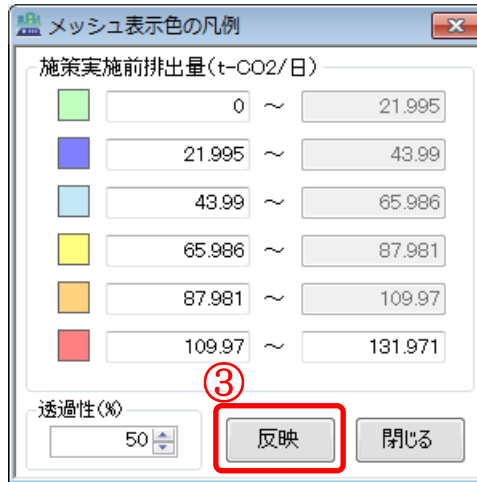 メッシュ表示色の凡例
施策実施前排出量(t-CO2/日)
0 ～ 21.995
21.995 ～ 43.99
43.99 ～ 65.986
65.986 ～ 87.981
87.981 ～ 109.97
109.97 ～ 131.971
③
透過性(%)
50 反映 閉じる